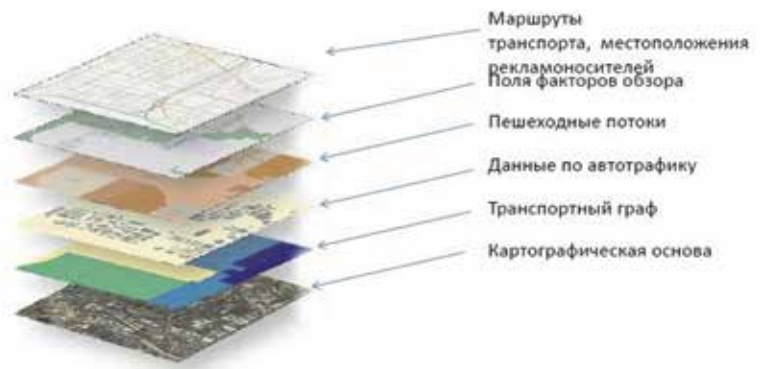 Маршруты
транспорта, местоположения
рекламоносителей
Поля факторов обзора
Пешеходные потоки
Данные по автотрафику
Транспортный граф
Картографическая основа